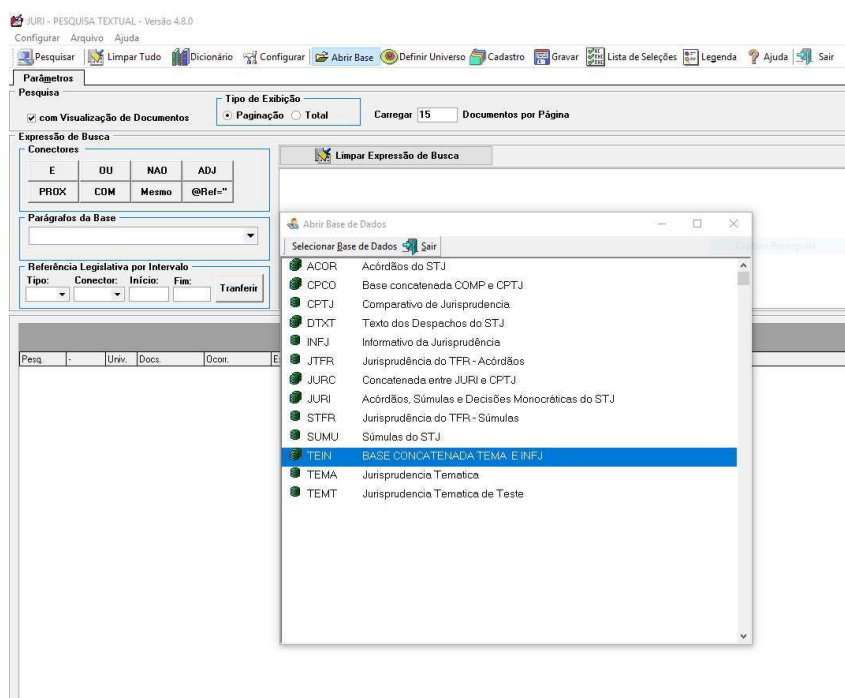 JURI - PESQUISA TEXTUAL - Versão 4.8.0
Configurar Arquivo Ajuda
Pesquisar Limpar Tudo Dicionário Configurar Abrir Base Definir Universo Cadastro Gravar Lista de Seleções Legenda Ajuda Sair
Parâmetros
Pesquisa
com Visualização de Documentos
Tipo de Exibição
Paginação Total
Carregar 15 Documentos por Página
Expressão de Busca
Conectores
E OU NAO ADJ
PROX COM Mesmo @Ref="
Limpar Expressão de Busca
Parágrafos da Base
Referência Legislativa por Intervalo
Tipo: Conector: Início: Fim:
Tranferir
Pesq. - Univ. Docs. Ocorr.
Abrir Base de Dados
Selecionar Base de Dados Sair
ACOR Acórdãos do STJ
CPCO Base concatenada COMP e CPTJ
CPTJ Comparativo de Jurisprudencia
DTXT Texto dos Despachos do STJ
INFJ Informativo da Jurisprudência
JTFR Jurisprudência do TFR - Acórdãos
JURC Concatenada entre JURI e CPTJ
JURI Acórdãos, Súmulas e Decisões Monocráticas do STJ
STFR Jurisprudência do TFR - Súmulas
SUMU Súmulas do STJ
TEIN BASE CONCATENADA TEMA E INFJ
TEMA Jurisprudencia Tematica
TEMT Jurisprudencia Tematica de Teste